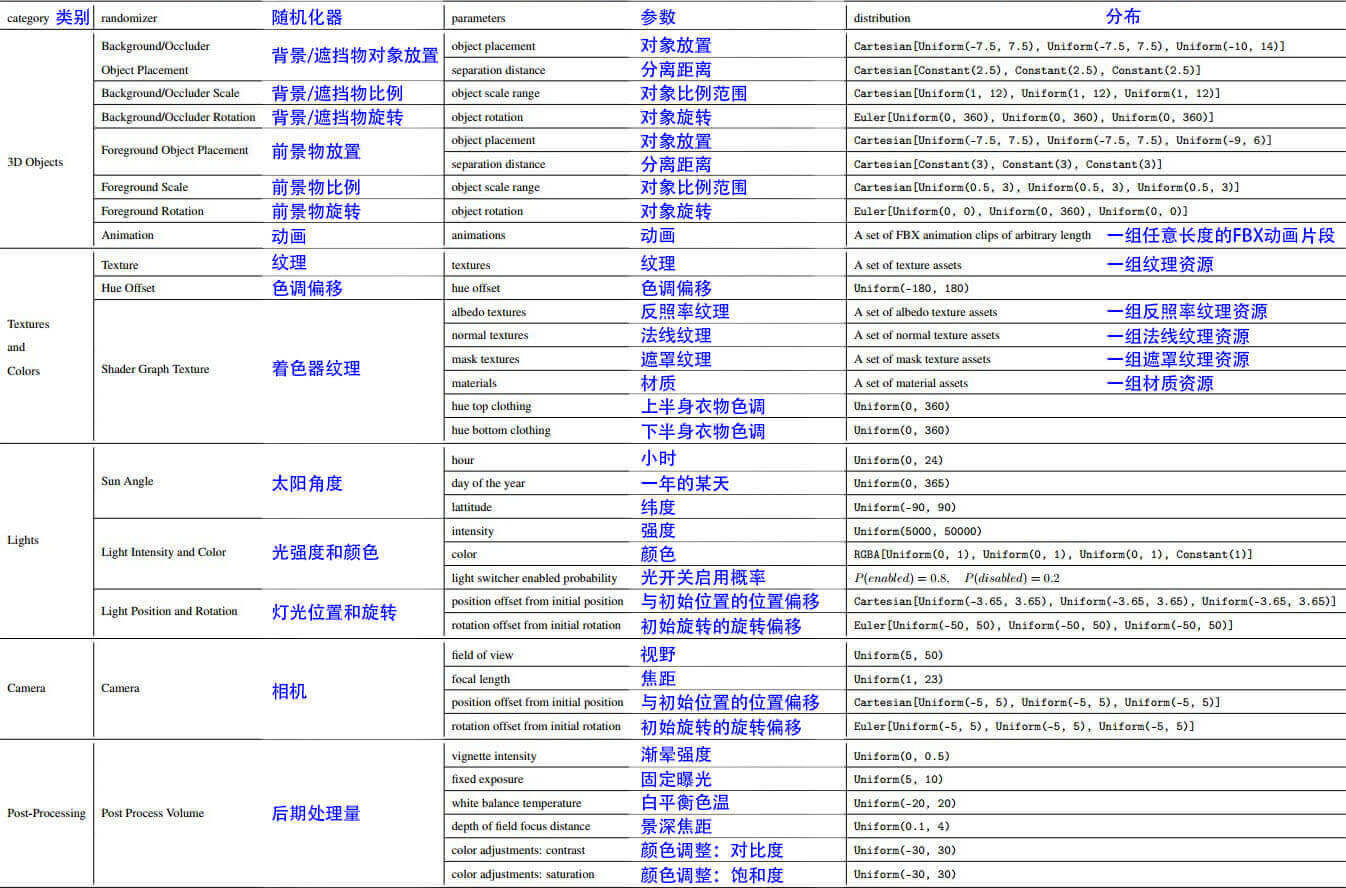 category 类别 randomizer 随机化器 parameters 参数 distribution 分布
Background/Occluder 背景/遮挡物对象放置 object placement 对象放置 Cartesian[Uniform(-7.5, 7.5), Uniform(-7.5, 7.5), Uniform(-10, 14)]
Object Placement separation distance 分离距离 Cartesian[Constant(2.5), Constant(2.5), Constant(2.5)]
Background/Occluder Scale 背景/遮挡物比例 object scale range 对象比例范围 Cartesian[Uniform(1, 12), Uniform(1, 12), Uniform(1, 12)]
Background/Occluder Rotation 背景/遮挡物旋转 object rotation 对象旋转 Euler[Uniform(0, 360), Uniform(0, 360), Uniform(0, 360)]
3D Objects Foreground Object Placement 前景物放置 object placement 对象放置 Cartesian[Uniform(-7.5, 7.5), Uniform(-7.5, 7.5), Uniform(-9, 6)]
separation distance 分离距离 Cartesian[Constant(3), Constant(3), Constant(3)]
Foreground Scale 前景物比例 object scale range 对象比例范围 Cartesian[Uniform(0.5, 3), Uniform(0.5, 3), Uniform(0.5, 3)]
Foreground Rotation 前景物旋转 object rotation 对象旋转 Euler[Uniform(0, 0), Uniform(0, 360), Uniform(0, 0)]
Animation 动画 animations 动画 A set of FBX animation clips of arbitrary length 一组任意长度的FBX动画片段
Texture 纹理 textures 纹理 A set of texture assets 一组纹理资源
Hue Offset 色调偏移 hue offset 色调偏移 Uniform(-180, 180)
Textures albedo textures 反照率纹理 A set of albedo texture assets 一组反照率纹理资源
and normal textures 法线纹理 A set of normal texture assets 一组法线纹理资源
Colors Shader Graph Texture 着色器纹理 mask textures 遮罩纹理 A set of mask texture assets 一组遮罩纹理资源
materials 材质 A set of material assets 一组材质资源
hue top clothing 上半身衣物色调 Uniform(0, 360)
hue bottom clothing 下半身衣物色调 Uniform(0, 360)
hour 小时 Uniform(0, 24)
Sun Angle 太阳角度 day of the year 一年的某天 Uniform(0, 365)
lattitude 纬度 Uniform(-90, 90)
Lights intensity 强度 Uniform(5000, 50000)
Light Intensity and Color 光强度和颜色 color 颜色 RGBA[Uniform(0, 1), Uniform(0, 1), Uniform(0, 1), Constant(1)]
light switcher enabled probability 光开关启用概率 P(enabled) = 0.8, P(disabled) = 0.2
Light Position and Rotation 灯光位置和旋转 position offset from initial position 与初始位置的位置偏移 Cartesian[Uniform(-3.65, 3.65), Uniform(-3.65, 3.65), Uniform(-3.65, 3.65)]
rotation offset from initial rotation 初始旋转的旋转偏移 Euler[Uniform(-50, 50), Uniform(-50, 50), Uniform(-50, 50)]
field of view 视野 Uniform(5, 50)
Camera Camera 相机 focal length 焦距 Uniform(1, 23)
position offset from initial position 与初始位置的位置偏移 Cartesian[Uniform(-5, 5), Uniform(-5, 5), Uniform(-5, 5)]
rotation offset from initial rotation 初始旋转的旋转偏移 Euler[Uniform(-5, 5), Uniform(-5, 5), Uniform(-5, 5)]
vignette intensity 渐晕强度 Uniform(0, 0.5)
fixed exposure 固定曝光 Uniform(5, 10)
Post-Processing Post Process Volume 后期处理量 white balance temperature 白平衡色温 Uniform(-20, 20)
depth of field focus distance 景深焦距 Uniform(0.1, 4)
color adjustments: contrast 颜色调整：对比度 Uniform(-30, 30)
color adjustments: saturation 颜色调整：饱和度 Uniform(-30, 30)